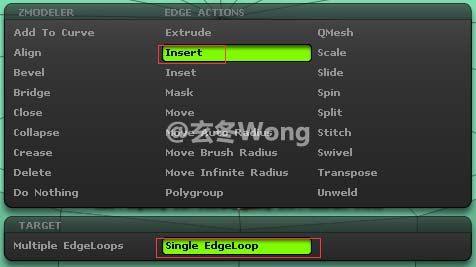 ZMODELER EDGE ACTIONS
Add To Curve Extrude QMesh
Align Insert Scale
Bevel Inset Slide
Bridge Mask Spin
Close Move Split
Collapse Move Auto Radius Stitch
Crease Move Brush Radius Swivel
Delete Move Infinite Radius Transpose
Do Nothing Polygroup Unweld
@玄冬Wong
TARGET
Multiple EdgeLoops Single EdgeLoop